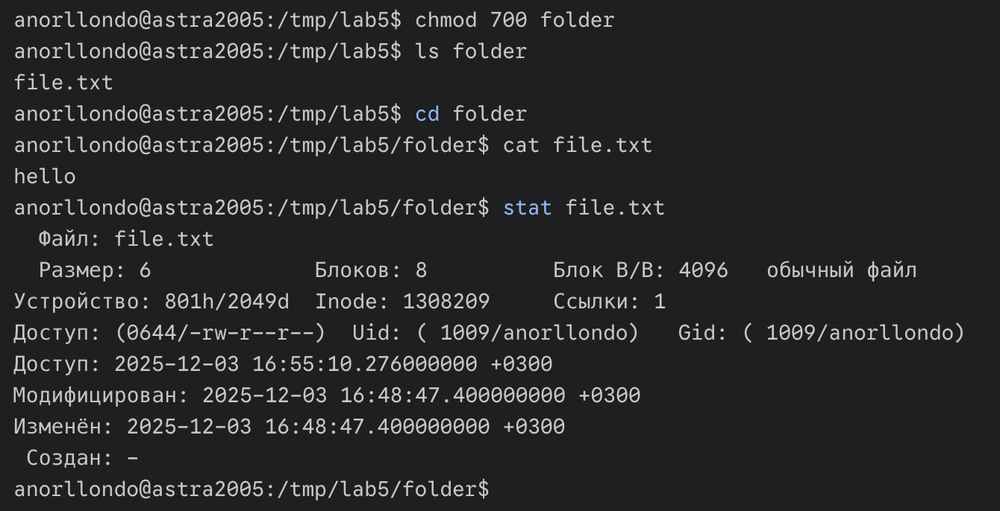 anorllondo@astra2005:/tmp/lab5$ chmod 700 folder
anorllondo@astra2005:/tmp/lab5$ ls folder
file.txt
anorllondo@astra2005:/tmp/lab5$ cd folder
anorllondo@astra2005:/tmp/lab5/folder$ cat file.txt
hello
anorllondo@astra2005:/tmp/lab5/folder$ stat file.txt
  Файл: file.txt
  Размер: 6             Блоков: 8          Блок В/В: 4096   обычный файл
Устройство: 801h/2049d  Inode: 1308209     Ссылки: 1
Доступ: (0644/-rw-r--r--)  Uid: ( 1009/anorllondo)   Gid: ( 1009/anorllondo)
Доступ: 2025-12-03 16:55:10.276000000 +0300
Модифицирован: 2025-12-03 16:48:47.400000000 +0300
Изменён: 2025-12-03 16:48:47.400000000 +0300
 Создан: -
anorllondo@astra2005:/tmp/lab5/folder$